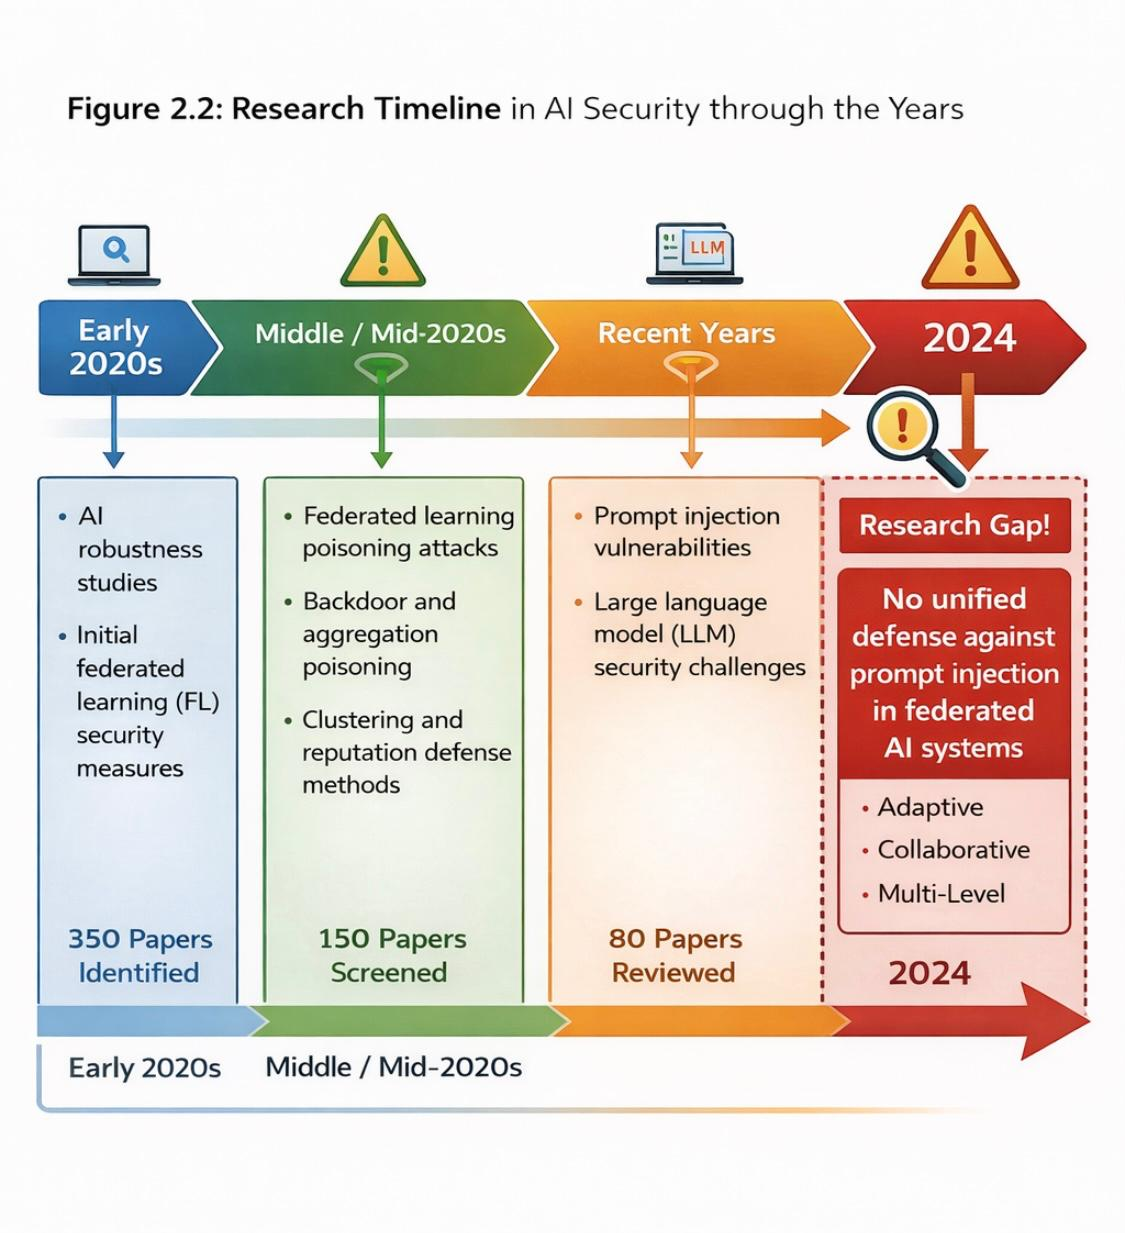 Figure 2.2: Research Timeline in AI Security through the Years
LLM
Early
2020s
Middle / Mid-2020s
Recent Years
2024
• AI
robustness
studies
• Initial
federated
learning (FL)
security
measures
350 Papers
Identified
• Federated learning
poisoning attacks
• Backdoor and
aggregation
poisoning
• Clustering and
reputation defense
methods
150 Papers
Screened
• Prompt injection
vulnerabilities
• Large language
model (LLM)
security challenges
80 Papers
Reviewed
Research Gap!
No unified
defense against
prompt injection
in federated
AI systems
• Adaptive
• Collaborative
• Multi-Level
2024
Early 2020s
Middle / Mid-2020s